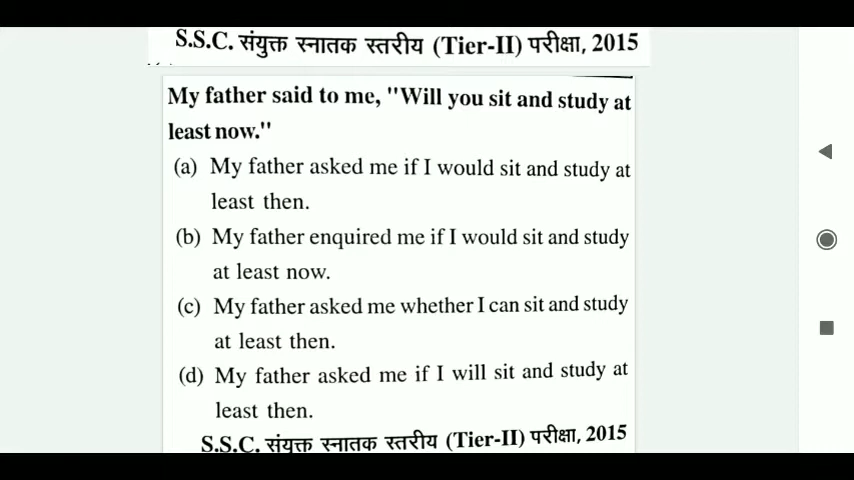 S.S.C. संयुक्त स्नातक स्तरीय (Tier-II) परीक्षा, 2015
My father said to me, "Will you sit and study at
least now."
(a) My father asked me if I would sit and study at
least then.
(b) My father enquired me if I would sit and study
at least now.
(c) My father asked me whether I can sit and study
at least then.
(d) My father asked me if I will sit and study at
least then.
S.S.C. संयुक्त स्नातक स्तरीय (Tier-II) परीक्षा, 2015